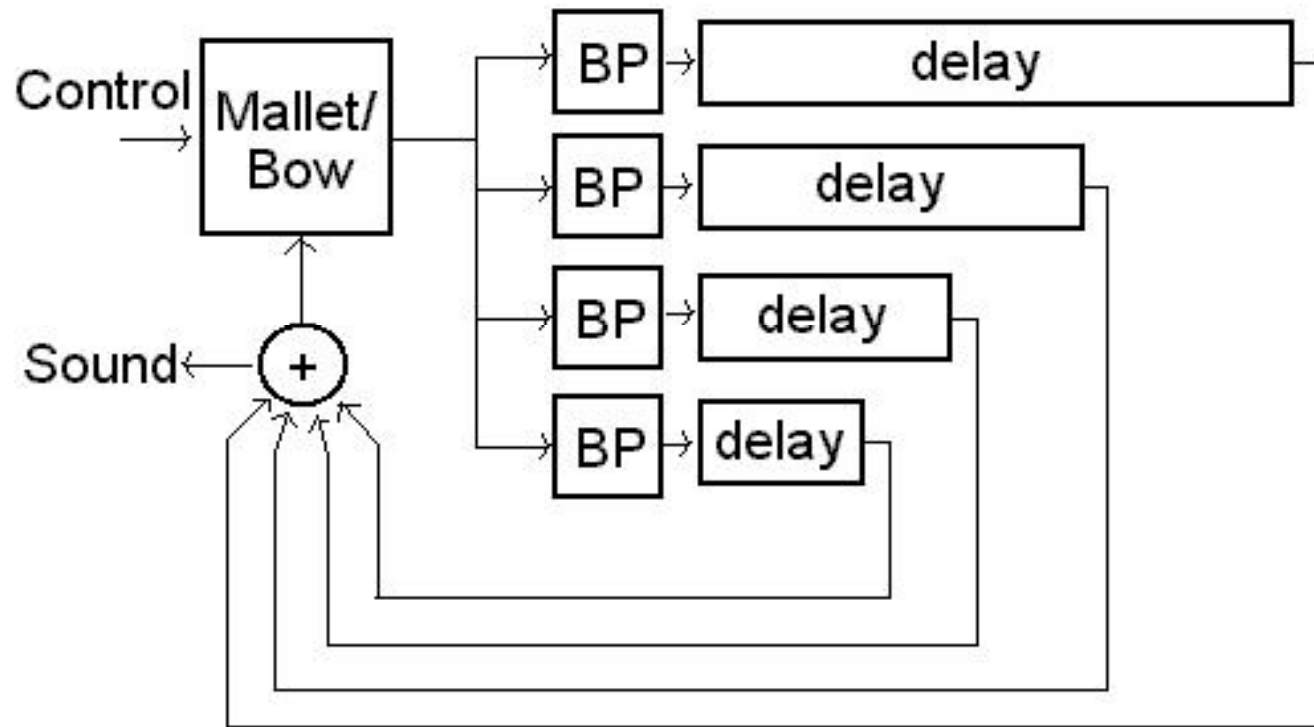 Control
Mallet/
Bow
BP
delay
BP
delay
BP
delay
Sound
+
BP
delay